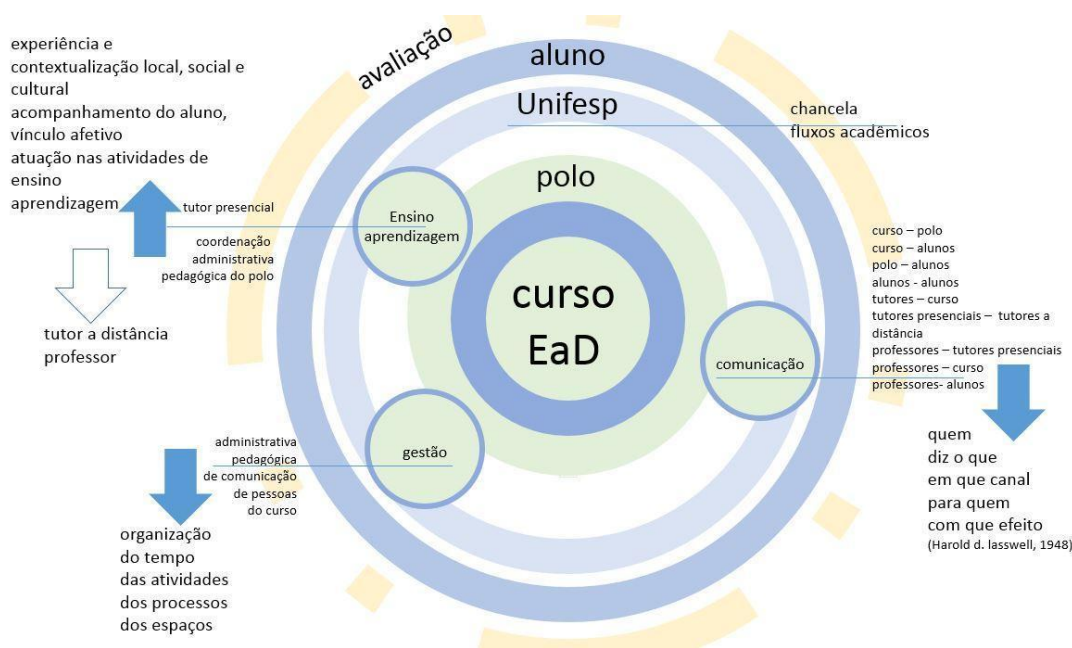 experiência e
contextualização local, social e
cultural
acompanhamento do aluno,
vínculo afetivo
atuação nas atividades de
ensino
aprendizagem
avaliação
aluno
Unifesp
chancela
fluxos acadêmicos
polo
tutor presencial
coordenação
administrativa
pedagógica do polo
Ensino
aprendizagem
tutor a distância
professor
curso
EaD
curso – polo
curso – alunos
polo – alunos
alunos - alunos
tutores – curso
tutores presenciais – tutores a
distância
professores – tutores presenciais
professores – curso
professores- alunos
comunicação
quem
diz o que
em que canal
para quem
com que efeito
(Harold d. lasswell, 1948)
gestão
administrativa
pedagógica
de comunicação
de pessoas
do curso
organização
do tempo
das atividades
dos processos
dos espaços